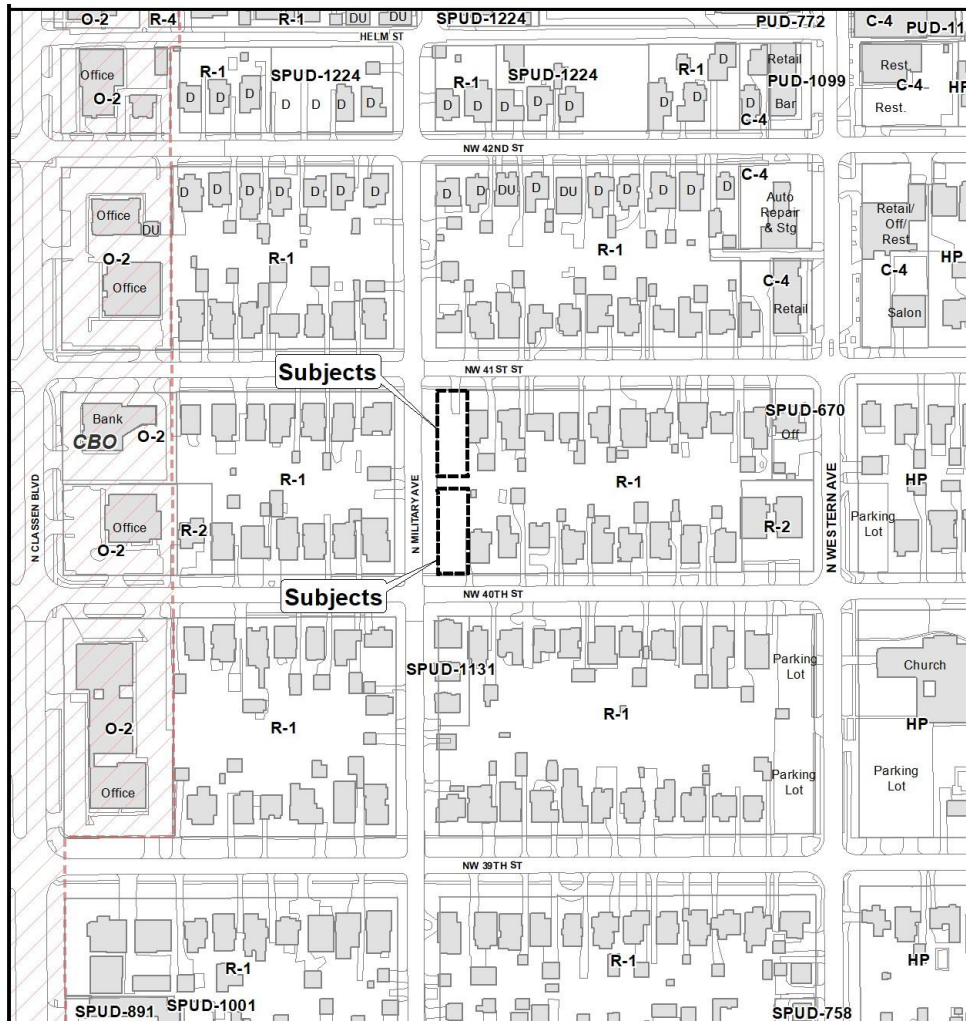 O-2
R-4
R-1
DU
DU
SPUD-1224
PUD-772
C-4
PUD-11
HELM ST
Office
O-2
R-1
SPUD-1224
D
D
D
D
D
D
D
R-1
SPUD-1224
R-1
D
D
D
D
D
D
D
D
D
Retail
PUD-1099
Bar
C-4
Rest.
C-4
Rest.
HP
NW 42ND ST
D
D
D
D
D
D
D
D
D
DU
D
DU
D
D
D
D
D
C-4
Auto
Repair
& Stg
Office
DU
O-2
Office
R-1
R-1
C-4
Retail
Retail/
Off/
Rest
C-4
Salon
HP
Subjects
NW 41ST ST
Bank
CBO
O-2
SPUD-670
Off
R-1
R-1
N CLASSEN BLVD
N MILITARY AVE
N WESTERN AVE
HP
Parking
Lot
Office
O-2
R-2
R-2
Subjects
NW 40TH ST
SPUD-1131
Parking
Lot
Church
O-2
R-1
R-1
HP
Office
Parking
Lot
Parking
Lot
NW 39TH ST
R-1
R-1
HP
SPUD-891
SPUD-1001
SPUD-758